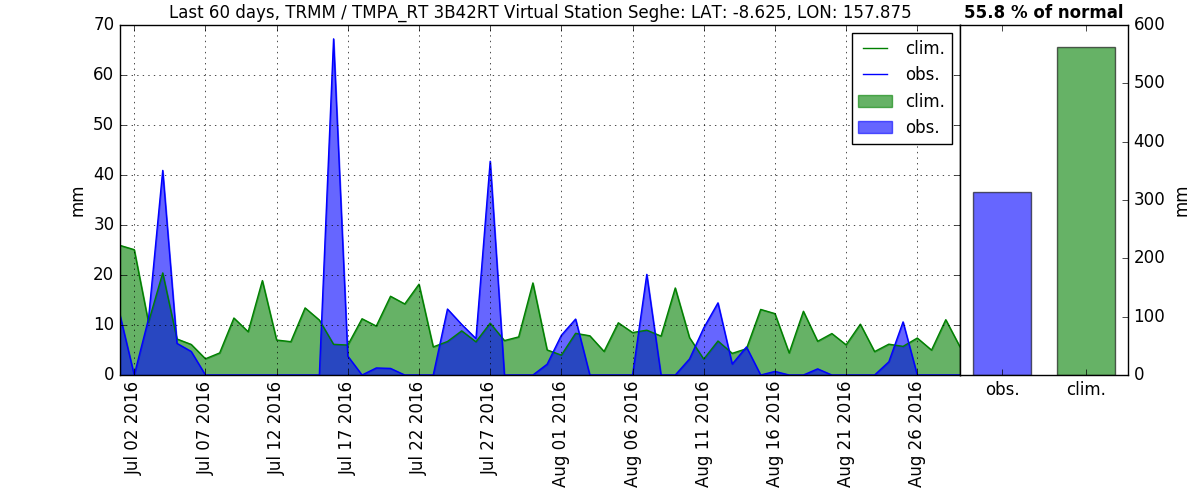 Last 60 days, TRMM / TMPA_RT 3B42RT Virtual Station Seghe: LAT: -8.625, LON: 157.875
55.8 % of normal
70
60
50
40
30
20
10
0
mm
clim.
obs.
clim.
obs.
Jul 02 2016
Jul 07 2016
Jul 12 2016
Jul 17 2016
Jul 22 2016
Jul 27 2016
Aug 01 2016
Aug 06 2016
Aug 11 2016
Aug 16 2016
Aug 21 2016
Aug 26 2016
600
500
400
300
200
100
0
mm
obs.
clim.